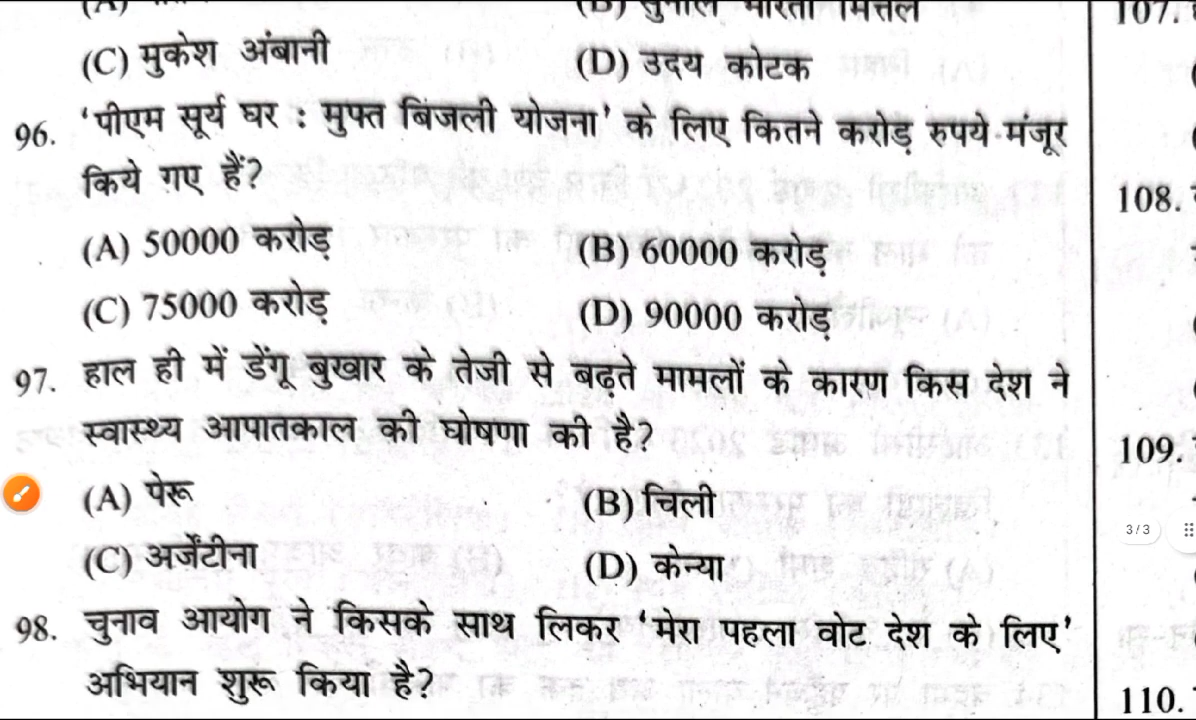 (C) मुकेश अंबानी (D) उदय कोटक
107.
96. 'पीएम सूर्य घर : मुफ्त बिजली योजना' के लिए कितने करोड़ रुपये मंजूर
किये गए हैं?
(A) 50000 करोड़ (B) 60000 करोड़
(C) 75000 करोड़ (D) 90000 करोड़
97. हाल ही में डेंगू बुखार के तेजी से बढ़ते मामलों के कारण किस देश ने
स्वास्थ्य आपातकाल की घोषणा की है?
(A) पेरू (B) चिली
(C) अर्जेंटीना (D) केन्या
98. चुनाव आयोग ने किसके साथ लिकर 'मेरा पहला वोट देश के लिए'
अभियान शुरू किया है?
108.
109.
3/3
110.